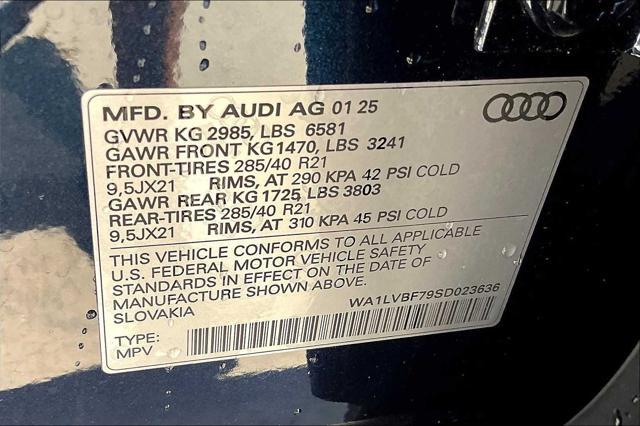 MFD. BY AUDI AG 01 25
GVWR KG 2985, LBS 6581
GAWR FRONT KG1470, LBS 3241
FRONT-TIRES 285/40 R21
9,5JX21 RIMS, AT 290 KPA 42 PSI COLD
GAWR REAR KG 1725, LBS 3803
REAR-TIRES 285/40 R21
9,5JX21 RIMS, AT 310 KPA 45 PSI COLD
THIS VEHICLE CONFORMS TO ALL APPLICABLE
U.S. FEDERAL MOTOR VEHICLE SAFETY
STANDARDS IN EFFECT ON THE DATE OF
MANUFACTURE SHOWN ABOVE.
SLOVAKIA WA1LVBF79SD023636
TYPE:
MPV